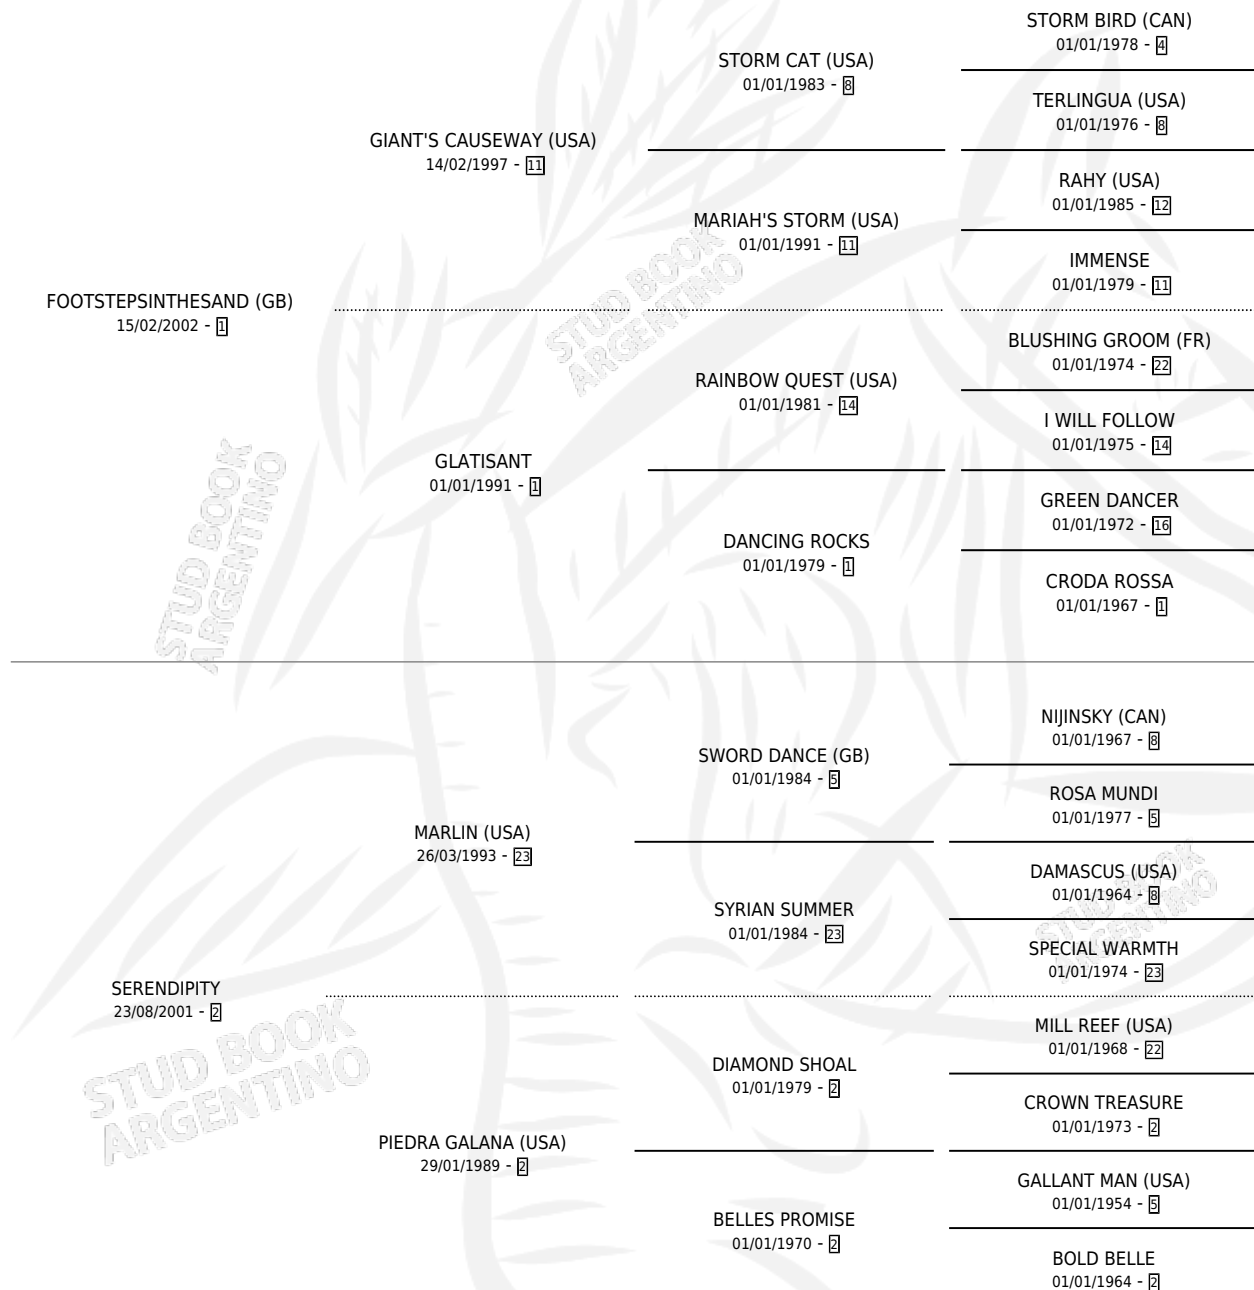 STORM BIRD (CAN)
01/01/1978 - 4
STORM CAT (USA)
01/01/1983 - 8
TERLINGUA (USA)
01/01/1976 - 8
GIANT'S CAUSEWAY (USA)
14/02/1997 - 11
RAHY (USA)
01/01/1985 - 12
MARIAH'S STORM (USA)
01/01/1991 - 11
IMMENSE
01/01/1979 - 11
FOOTSTEPSINTHESAND (GB)
15/02/2002 - 1
BLUSHING GROOM (FR)
01/01/1974 - 22
RAINBOW QUEST (USA)
01/01/1981 - 14
I WILL FOLLOW
01/01/1975 - 14
GLATISANT
01/01/1991 - 1
GREEN DANCER
01/01/1972 - 16
DANCING ROCKS
01/01/1979 - 1
CRODA ROSSA
01/01/1967 - 1
NIJINSKY (CAN)
01/01/1967 - 8
SWORD DANCE (GB)
01/01/1984 - 5
ROSA MUNDI
01/01/1977 - 5
MARLIN (USA)
26/03/1993 - 23
DAMASCUS (USA)
01/01/1964 - 8
SYRIAN SUMMER
01/01/1984 - 23
SPECIAL WARMTH
01/01/1974 - 23
SERENDIPITY
23/08/2001 - 2
MILL REEF (USA)
01/01/1968 - 22
DIAMOND SHOAL
01/01/1979 - 2
CROWN TREASURE
01/01/1973 - 2
PIEDRA GALANA (USA)
29/01/1989 - 2
GALLANT MAN (USA)
01/01/1954 - 5
BELLES PROMISE
01/01/1970 - 2
BOLD BELLE
01/01/1964 - 2
STUD BOOK
ARGENTINO
STUD BOOK
ARGENTINO
STUD BOOK
ARGENTINO
STUD BOOK
ARGENTINO